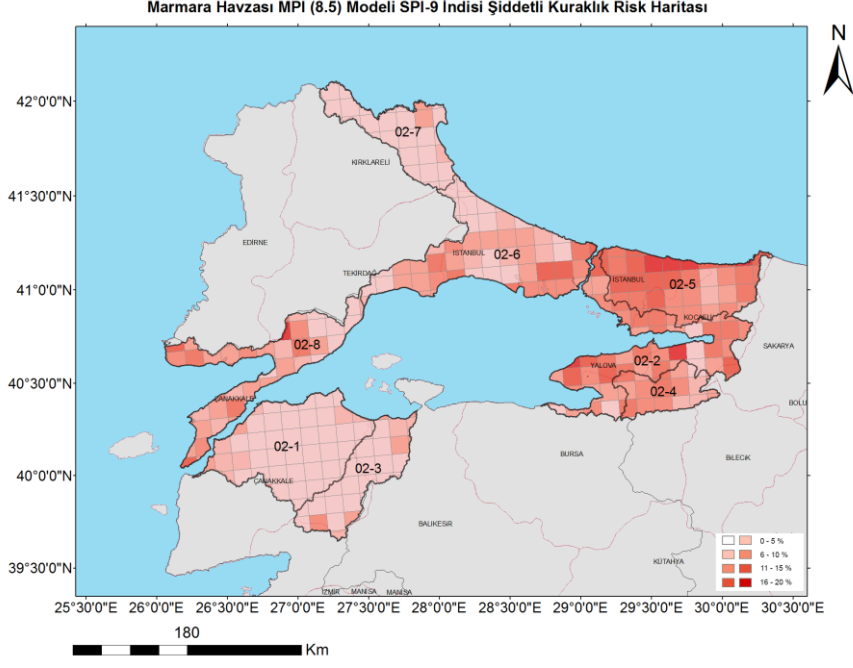 Marmara Havzası MPI (8.5) Modeli SPI-9 İndisi Şiddetli Kuraklık Risk Haritası
N
42°0'0"N
02-7
KIRKLARELİ
41°30'0"N
EDİRNE
İSTANBUL
02-6
TEKİRDAĞ
İSTANBUL
02-5
41°0'0"N
KOCAELİ
02-8
SAKARYA
YALOVA
02-2
40°30'0"N
ÇANAKKALE
02-4
BOLU
02-1
02-3
BURSA
BİLECİK
40°0'0"N
ÇANAKKALE
BALIKESİR
0 - 5 %
6 - 10 %
11 - 15 %
16 - 20 %
39°30'0"N
KÜTAHYA
İZMİR
MANİSA
MANİSA
25°30'0"E 26°0'0"E 26°30'0"E 27°0'0"E 27°30'0"E 28°0'0"E 28°30'0"E 29°0'0"E 29°30'0"E 30°0'0"E 30°30'0"E
180
Km